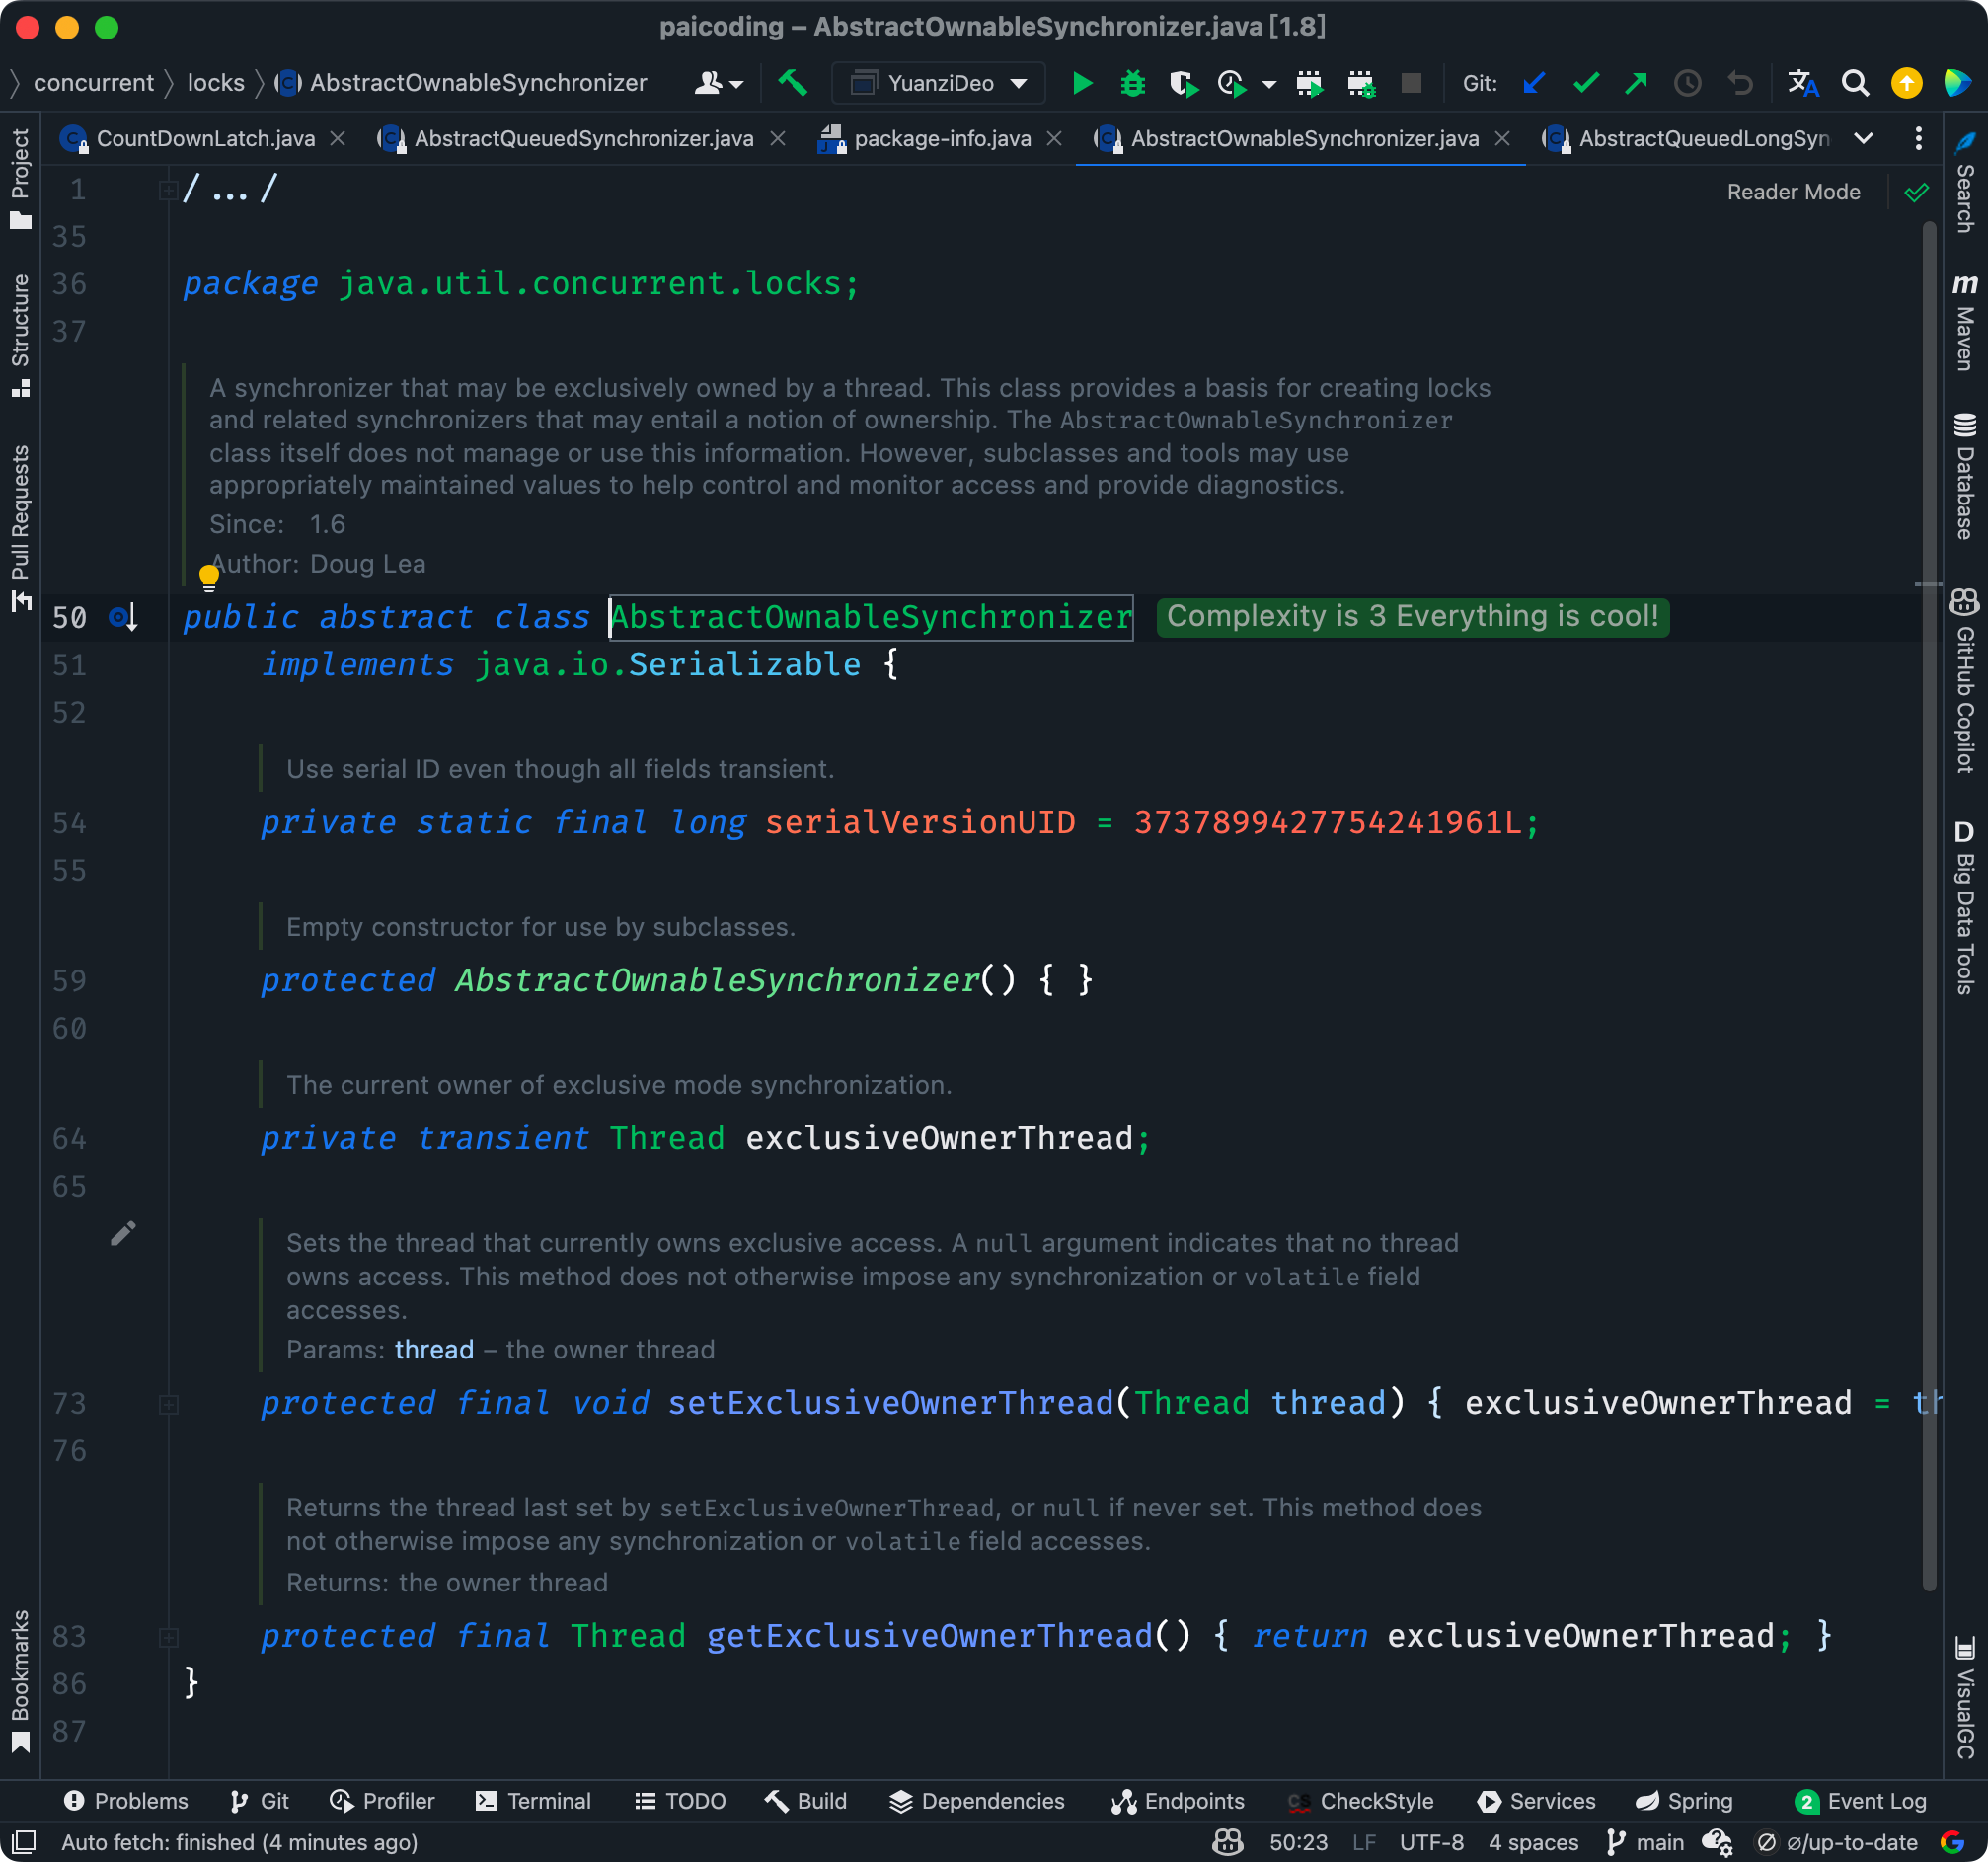 paicoding – AbstractOwnableSynchronizer.java [1.8]
concurrent locks AbstractOwnableSynchronizer YuanziDeo Git:
CountDownLatch.java AbstractQueuedSynchronizer.java package-info.java AbstractOwnableSynchronizer.java AbstractQueuedLongSyn
Project
Structure
Pull Requests
Bookmarks
Reader Mode
1 /.../
35
36 package java.util.concurrent.locks;
37
A synchronizer that may be exclusively owned by a thread. This class provides a basis for creating locks
and related synchronizers that may entail a notion of ownership. The AbstractOwnableSynchronizer
class itself does not manage or use this information. However, subclasses and tools may use
appropriately maintained values to help control and monitor access and provide diagnostics.
Since: 1.6
Author: Doug Lea
50 public abstract class AbstractOwnableSynchronizer Complexity is 3 Everything is cool!
51 implements java.io.Serializable {
52
Use serial ID even though all fields transient.
54 private static final long serialVersionUID = 3737899427754241961L;
55
Empty constructor for use by subclasses.
59 protected AbstractOwnableSynchronizer() { }
60
The current owner of exclusive mode synchronization.
64 private transient Thread exclusiveOwnerThread;
65
Sets the thread that currently owns exclusive access. A null argument indicates that no thread
owns access. This method does not otherwise impose any synchronization or volatile field
accesses.
Params: thread – the owner thread
73 protected final void setExclusiveOwnerThread(Thread thread) { exclusiveOwnerThread = th
76
Returns the thread last set by setExclusiveOwnerThread, or null if never set. This method does
not otherwise impose any synchronization or volatile field accesses.
Returns: the owner thread
83 protected final Thread getExclusiveOwnerThread() { return exclusiveOwnerThread; }
86 }
87
Search
m Maven
Database
GitHub Copilot
D Big Data Tools
VisualGC
Problems Git Profiler Terminal TODO Build Dependencies Endpoints CS CheckStyle Services Spring 2 Event Log
Auto fetch: finished (4 minutes ago) 50:23 LF UTF-8 4 spaces main ∅/up-to-date